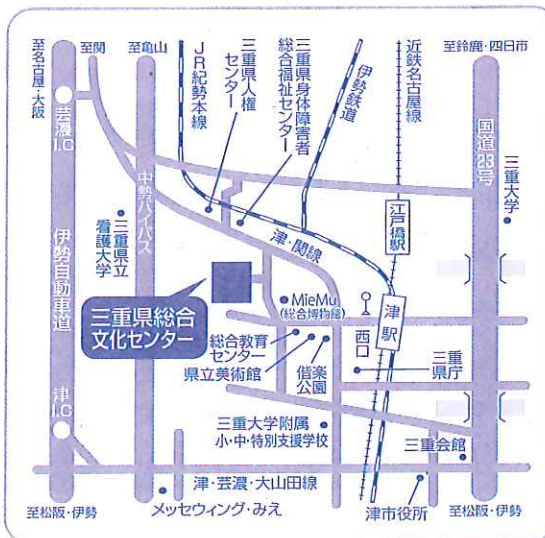 至名古屋・大阪
至関
至亀山
JR紀勢本線
三重県人権
センター
三重県身体障害者
総合福祉センター
伊勢鉄道
近鉄名古屋線
至鈴鹿・四日市
芸濃
I.C
中勢バイパス
国道23号
三重大学
江戸橋駅
三重県立
看護大学
津・関線
伊勢自動車道
MieMu
(総合博物館)
西口
津駅
三重県総合
文化センター
総合教育
センター
県立美術館
偕楽
公園
三重
県庁
津
I.C
三重大学附属
小・中・特別支援学校
三重会館
津・芸濃・大山田線
至松阪・伊勢
メッセウィング・みえ
津市役所
至松阪・伊勢